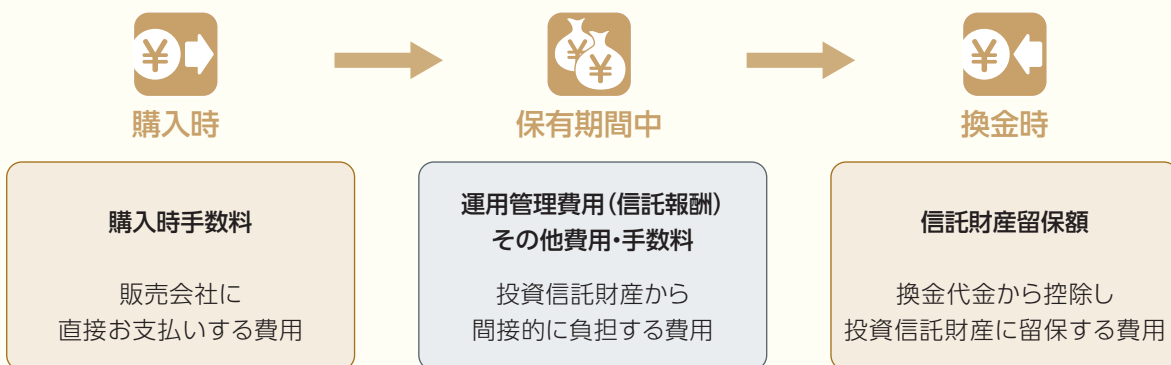 ¥
¥
¥
¥
購入時
保有期間中
換金時
購入時手数料
販売会社に
直接お支払いする費用
運用管理費用(信託報酬)
その他費用・手数料
投資信託財産から
間接的に負担する費用
信託財産留保額
換金代金から控除し
投資信託財産に留保する費用